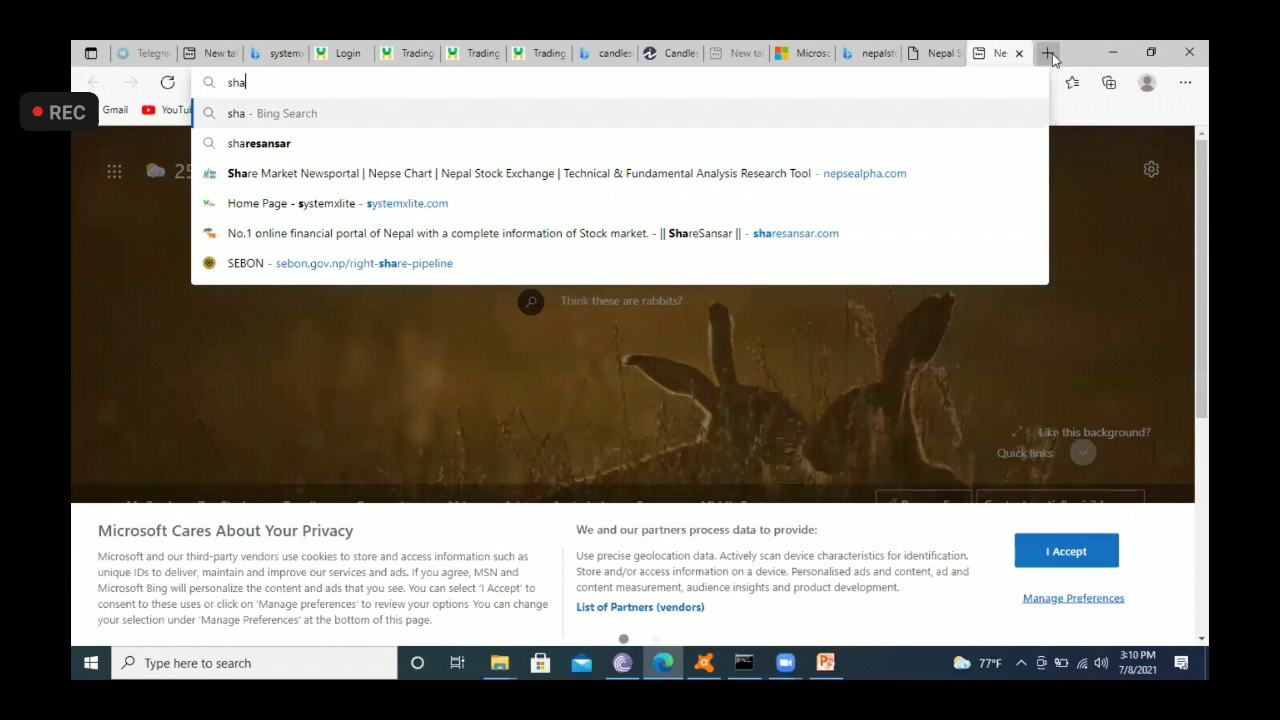 Telegra
New ta
system
Login
Trading
Trading
Trading
candles
Candle
New ta
Microsc
nepalst
Nepal S
Ne
sha
REC
Gmail
YouTu
sha - Bing Search
sharesansar
Share Market Newsportal | Nepse Chart | Nepal Stock Exchange | Technical & Fundamental Analysis Research Tool - nepsealpha.com
Home Page - systemxlite - systemxlite.com
No.1 online financial portal of Nepal with a complete information of Stock market. - || ShareSansar || - sharesansar.com
SEBON - sebon.gov.np/right-share-pipeline
25
Think these are rabbits?
Like this background?
Quick links
Microsoft Cares About Your Privacy
Microsoft and our third-party vendors use cookies to store and access information such as
unique IDs to deliver, maintain and improve our services and ads. If you agree, MSN and
Microsoft Bing will personalize the content and ads that you see. You can select 'I Accept' to
consent to these uses or click on 'Manage preferences' to review your options You can change
your selection under 'Manage Preferences' at the bottom of this page.
We and our partners process data to provide:
Use precise geolocation data. Actively scan device characteristics for identification.
Store and/or access information on a device. Personalised ads and content, ad and
content measurement, audience insights and product development.
List of Partners (vendors)
I Accept
Manage Preferences
Type here to search
77°F
3:10 PM
7/8/2021